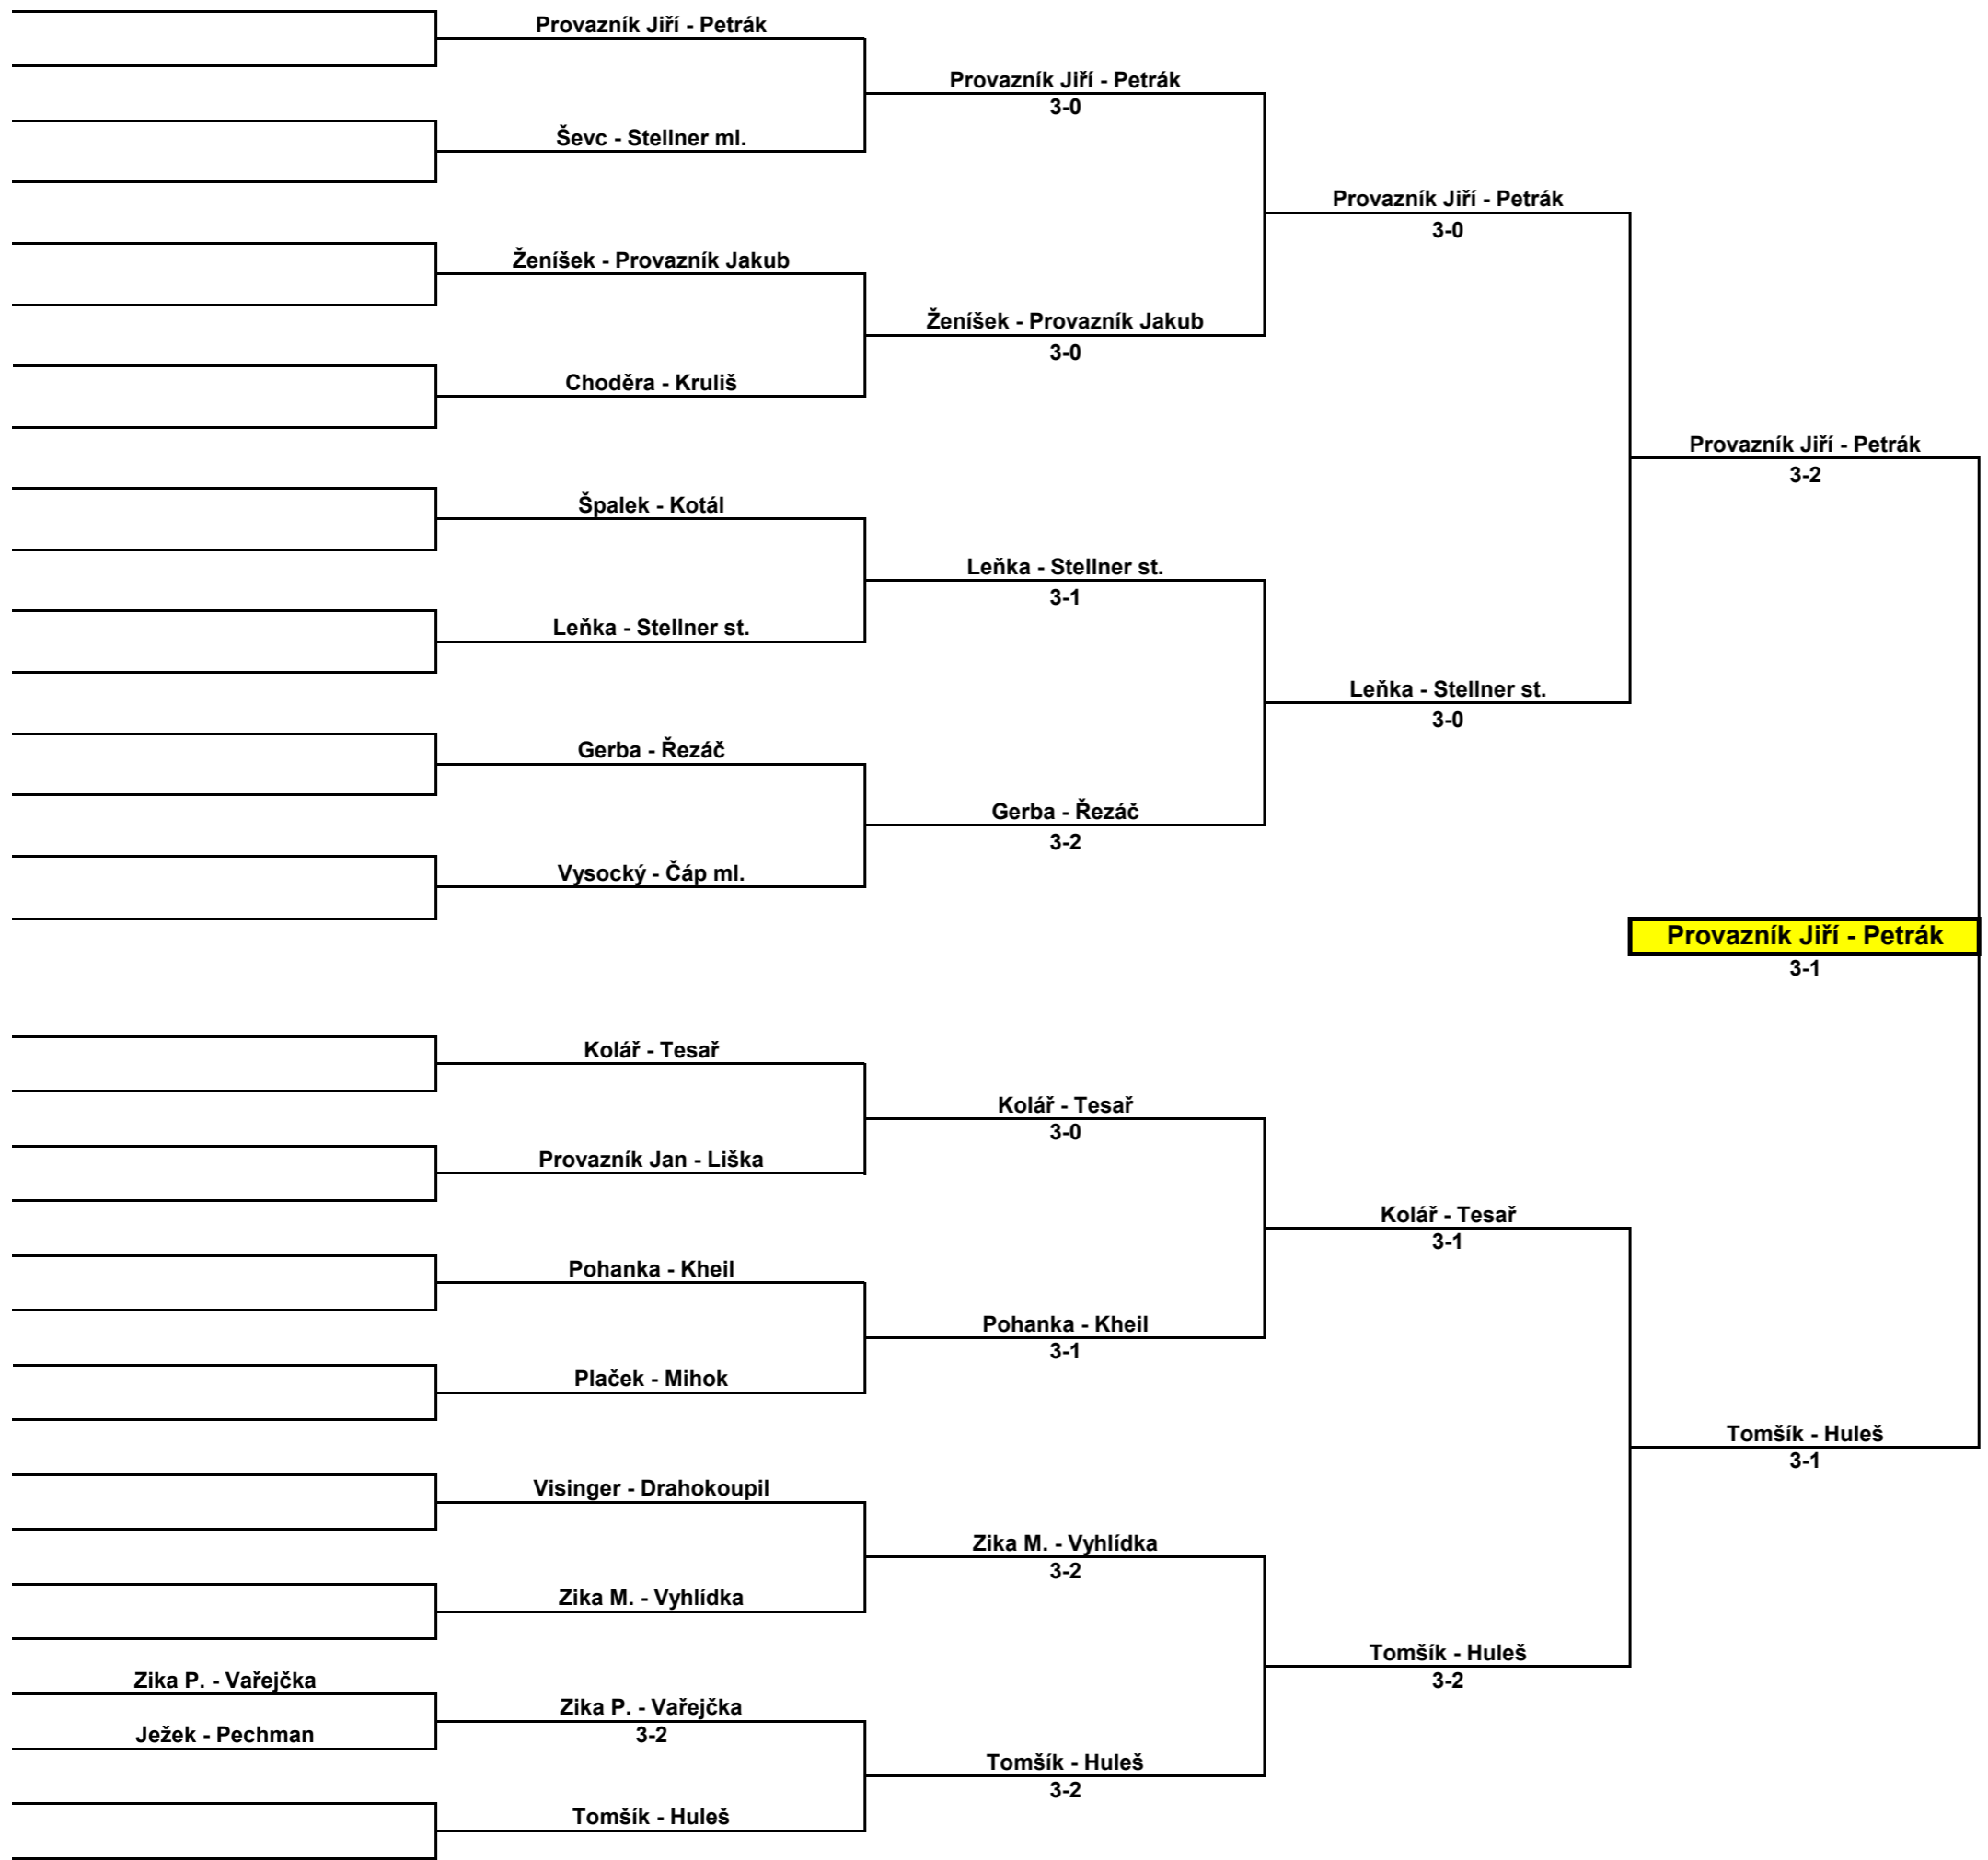 Provazník Jiří - Petrák
Provazník Jiří - Petrák
3-0
Ševc - Stellner ml.
Provazník Jiří - Petrák
3-0
Ženíšek - Provazník Jakub
Ženíšek - Provazník Jakub
3-0
Choděra - Kruliš
Provazník Jiří - Petrák
3-2
Špalek - Kotál
Leňka - Stellner st.
3-1
Leňka - Stellner st.
Leňka - Stellner st.
3-0
Gerba - Řezáč
Gerba - Řezáč
3-2
Vysocký - Čáp ml.
Provazník Jiří - Petrák
3-1
Kolář - Tesař
Kolář - Tesař
3-0
Provazník Jan - Liška
Kolář - Tesař
3-1
Pohanka - Kheil
Pohanka - Kheil
3-1
Plaček - Mihok
Tomšík - Huleš
3-1
Visinger - Drahokoupil
Zika M. - Vyhlídka
3-2
Zika M. - Vyhlídka
Tomšík - Huleš
3-2
Zika P. - Vařejčka
Zika P. - Vařejčka
3-2
Ježek - Pechman
Tomšík - Huleš
3-2
Tomšík - Huleš